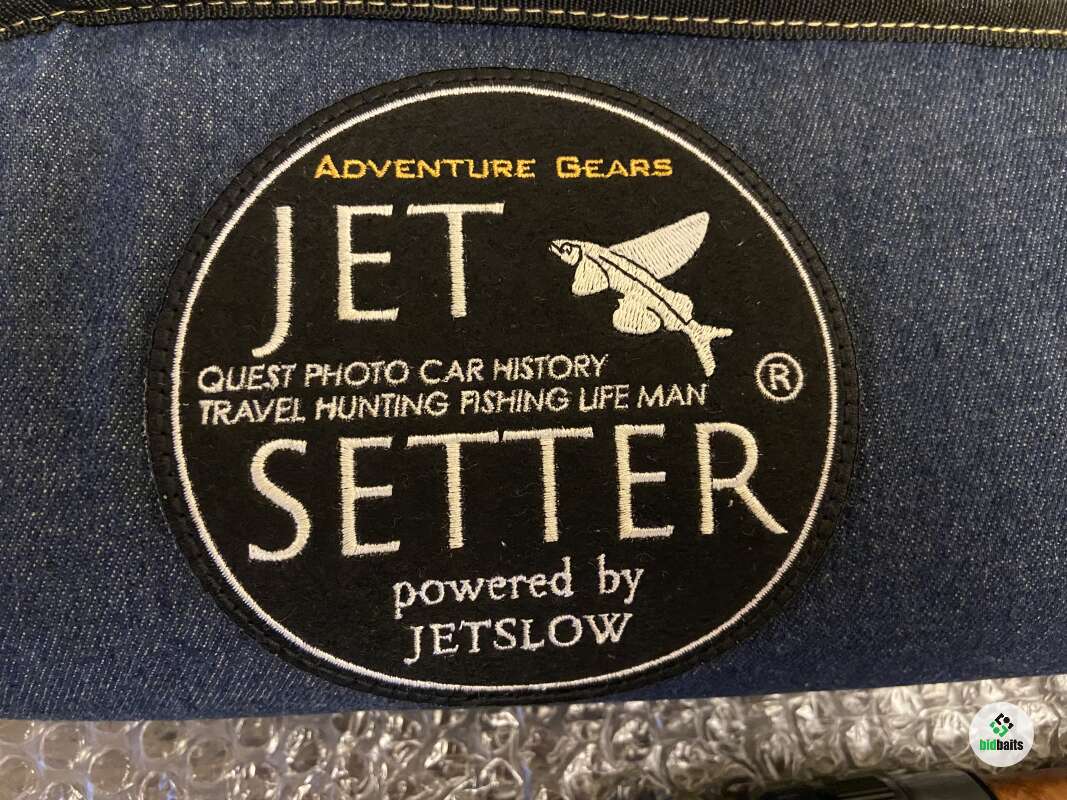 ADVENTURE GEARS
JET
QUEST PHOTO CAR HISTORY
®
TRAVEL HUNTING FISHING LIFE MAN
SETTER
powered by
JETSLOW
bidbaits